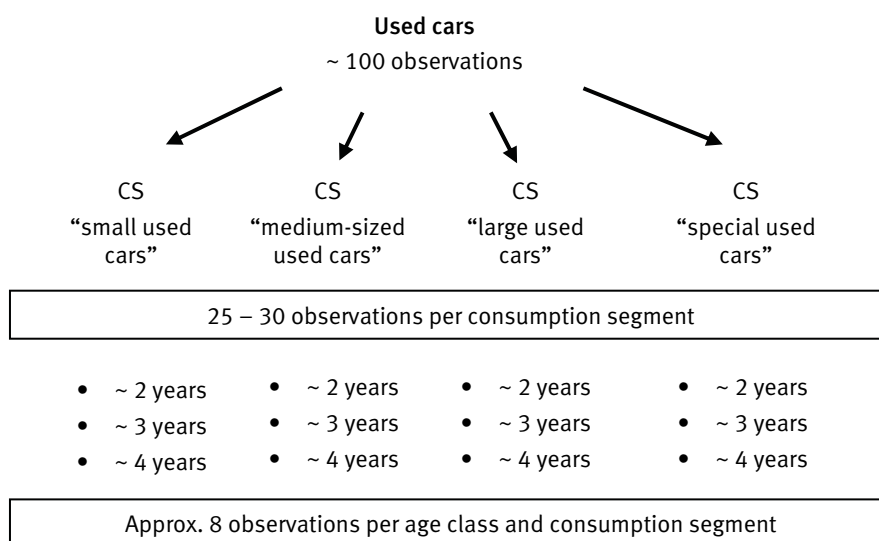 Used cars
~ 100 observations
CS
“small used
cars”
CS
“medium-sized
used cars”
CS
“large used
cars”
CS
“special used
cars”
25 – 30 observations per consumption segment
• ~ 2 years
• ~ 3 years
• ~ 4 years
• ~ 2 years
• ~ 3 years
• ~ 4 years
• ~ 2 years
• ~ 3 years
• ~ 4 years
• ~ 2 years
• ~ 3 years
• ~ 4 years
Approx. 8 observations per age class and consumption segment